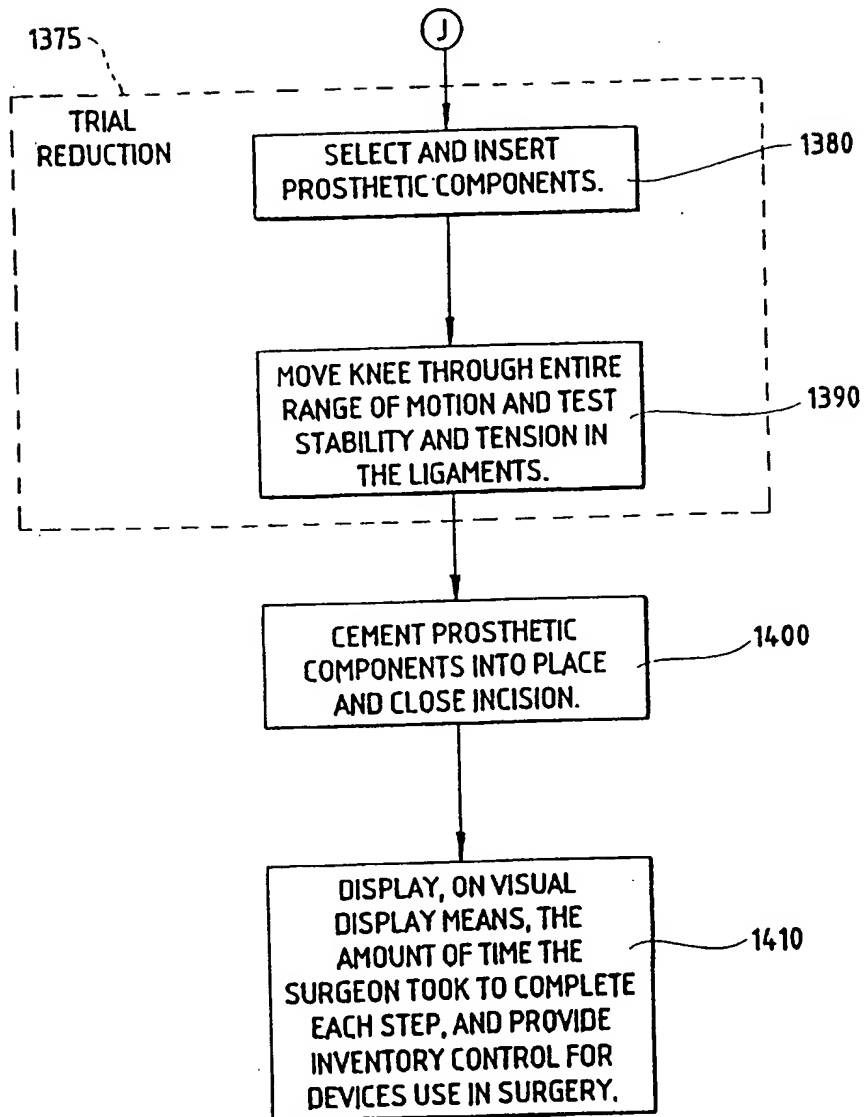 J
1375
TRIAL
REDUCTION
SELECT AND INSERT
PROSTHETIC COMPONENTS.
1380
MOVE KNEE THROUGH ENTIRE
RANGE OF MOTION AND TEST
STABILITY AND TENSION IN
THE LIGAMENTS.
1390
CEMENT PROSTHETIC
COMPONENTS INTO PLACE
AND CLOSE INCISION.
1400
DISPLAY, ON VISUAL
DISPLAY MEANS, THE
AMOUNT OF TIME THE
SURGEON TOOK TO COMPLETE
EACH STEP, AND PROVIDE
INVENTORY CONTROL FOR
DEVICES USE IN SURGERY.
1410